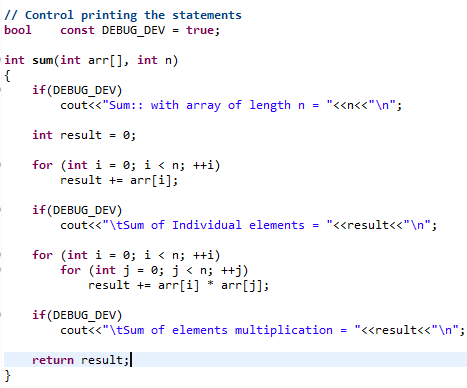 // Control printing the statements
bool    const DEBUG_DEV = true;
int sum(int arr[], int n)
{
    if(DEBUG_DEV)
        cout<<"Sum:: with array of length n = "<<n<<"\n";
    int result = 0;
    for (int i = 0; i < n; ++i)
        result += arr[i];
    if(DEBUG_DEV)
        cout<<"\tSum of Individual elements = "<<result<<"\n";
    for (int i = 0; i < n; ++i)
        for (int j = 0; j < n; ++j)
            result += arr[i] * arr[j];
    if(DEBUG_DEV)
        cout<<"\tSum of elements multiplication = "<<result<<"\n";
    return result;
}